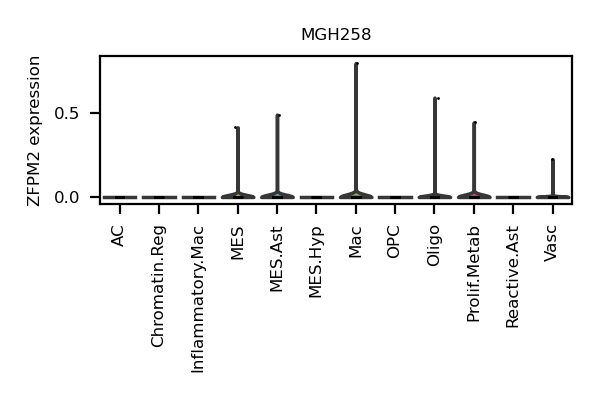 MGH258
ZFPM2 expression
0.5
0.0
AC
Chromatin.Reg
Inflammatory.Mac
MES
MES.Ast
MES.Hyp
Mac
OPC
Oligo
Prolif.Metab
Reactive.Ast
Vasc